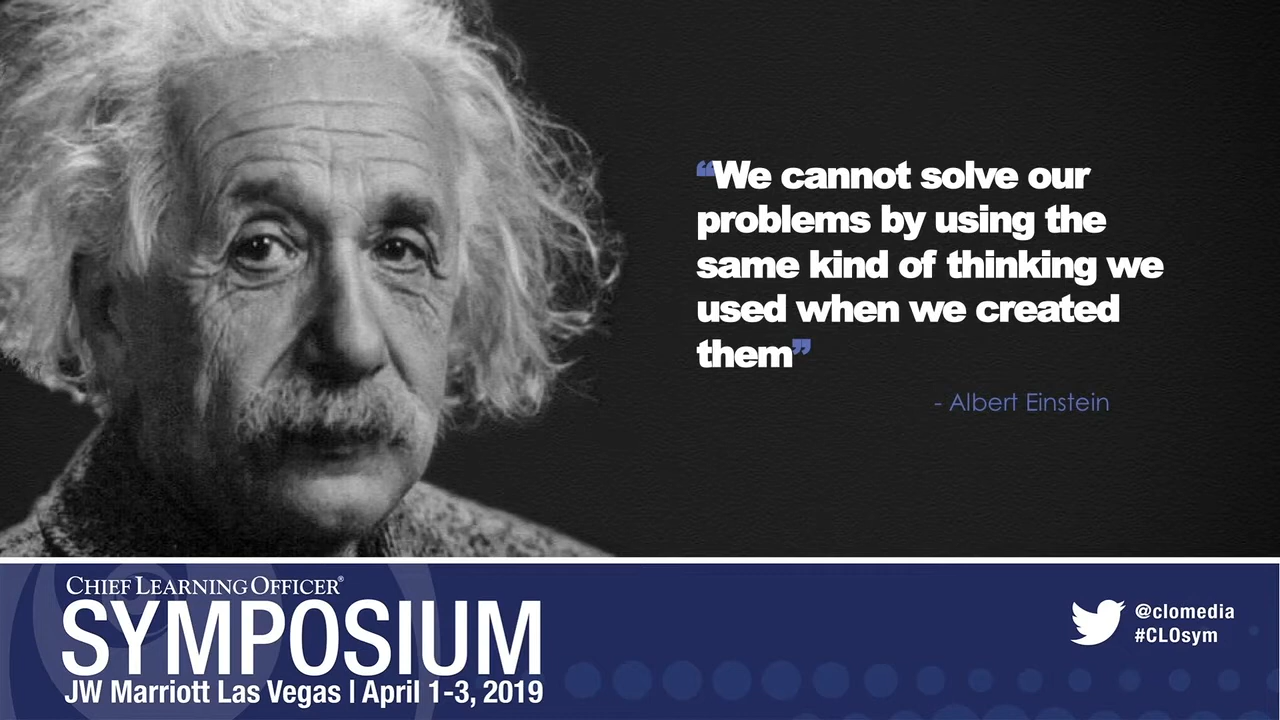 “We cannot solve our
problems by using the
same kind of thinking we
used when we created
them”
- Albert Einstein
CHIEF LEARNING OFFICER®
SYMPOSIUM
JW Marriott Las Vegas | April 1-3, 2019
@clomedia
#CLOsym